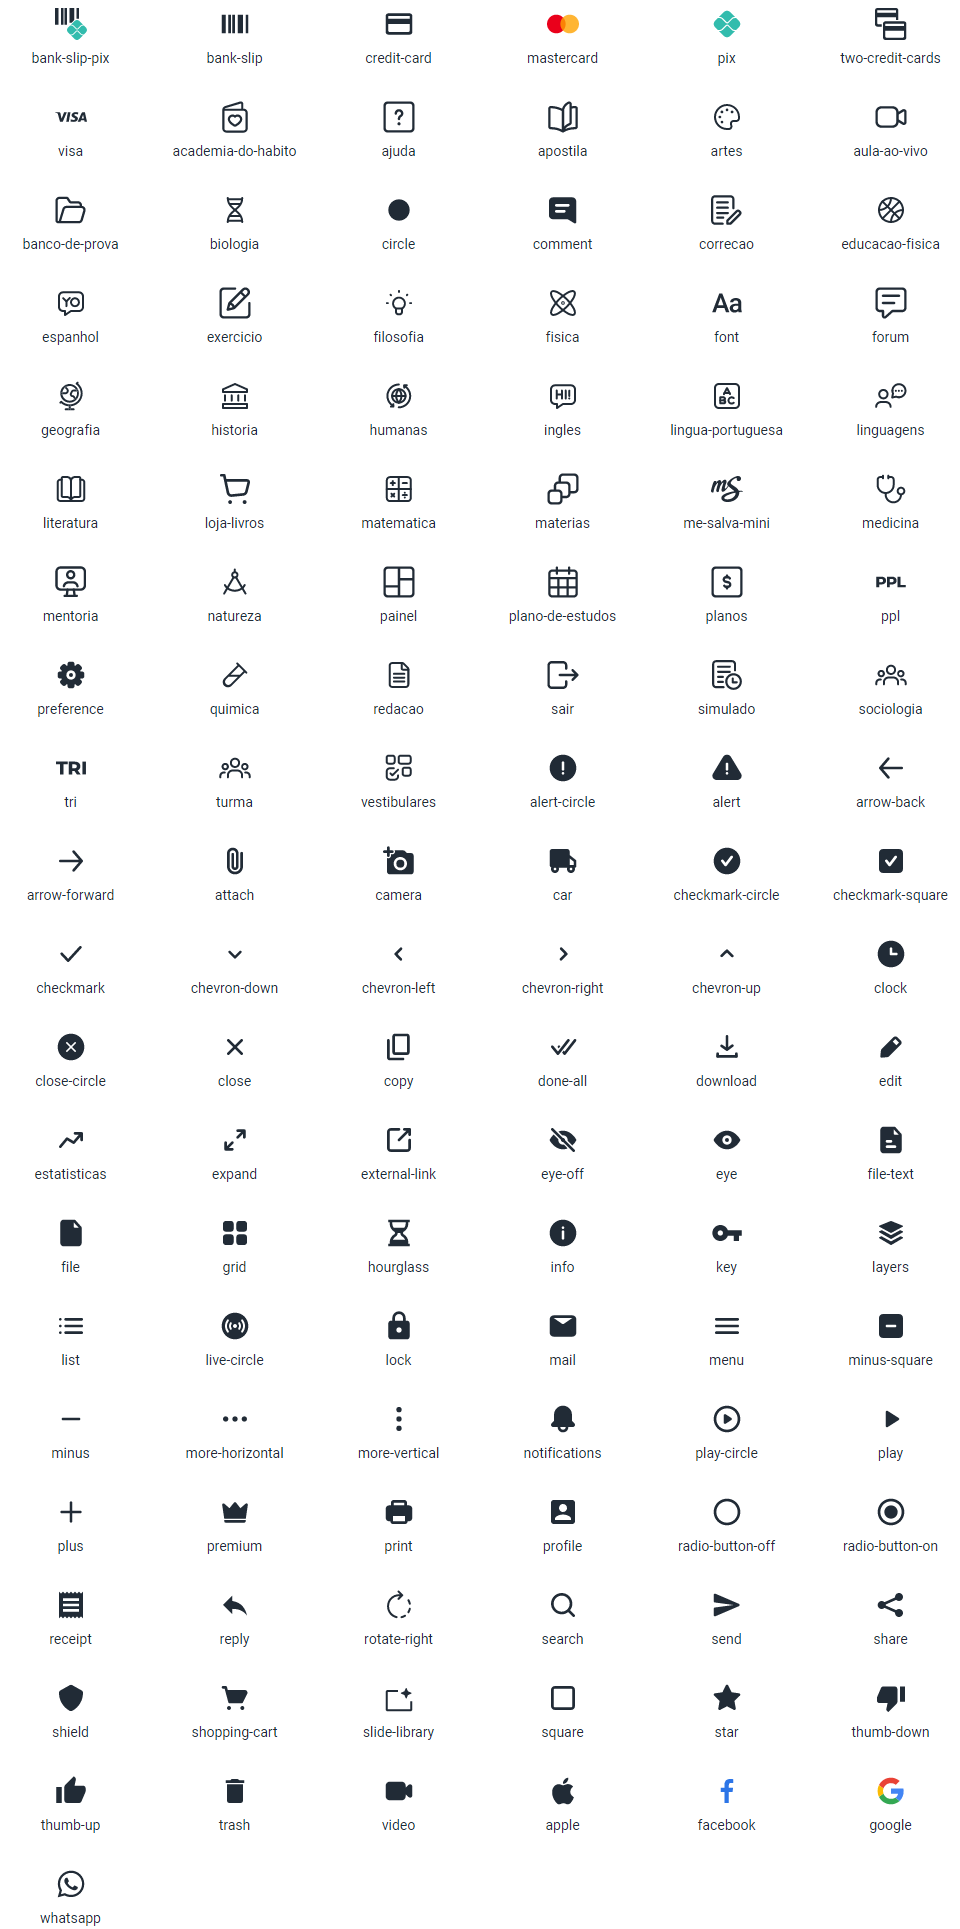 bank-slip-pix bank-slip credit-card mastercard pix two-credit-cards
VISA
visa academia-do-habito ajuda apostila artes aula-ao-vivo
banco-de-prova biologia circle comment correcao educacao-fisica
YO Aa
espanhol exercicio filosofia fisica font forum
HI! A BC
geografia historia humanas ingles lingua-portuguesa linguagens
mS
literatura loja-livros matematica materias me-salva-mini medicina
$ PPL
mentoria natureza painel plano-de-estudos planos ppl
preference quimica redacao sair simulado sociologia
TRI
tri turma vestibulares alert-circle alert arrow-back
arrow-forward attach camera car checkmark-circle checkmark-square
checkmark chevron-down chevron-left chevron-right chevron-up clock
close-circle close copy done-all download edit
estatisticas expand external-link eye-off eye file-text
file grid hourglass info key layers
list live-circle lock mail menu minus-square
minus more-horizontal more-vertical notifications play-circle play
plus premium print profile radio-button-off radio-button-on
receipt reply rotate-right search send share
shield shopping-cart slide-library square star thumb-down
thumb-up trash video apple facebook google
whatsapp